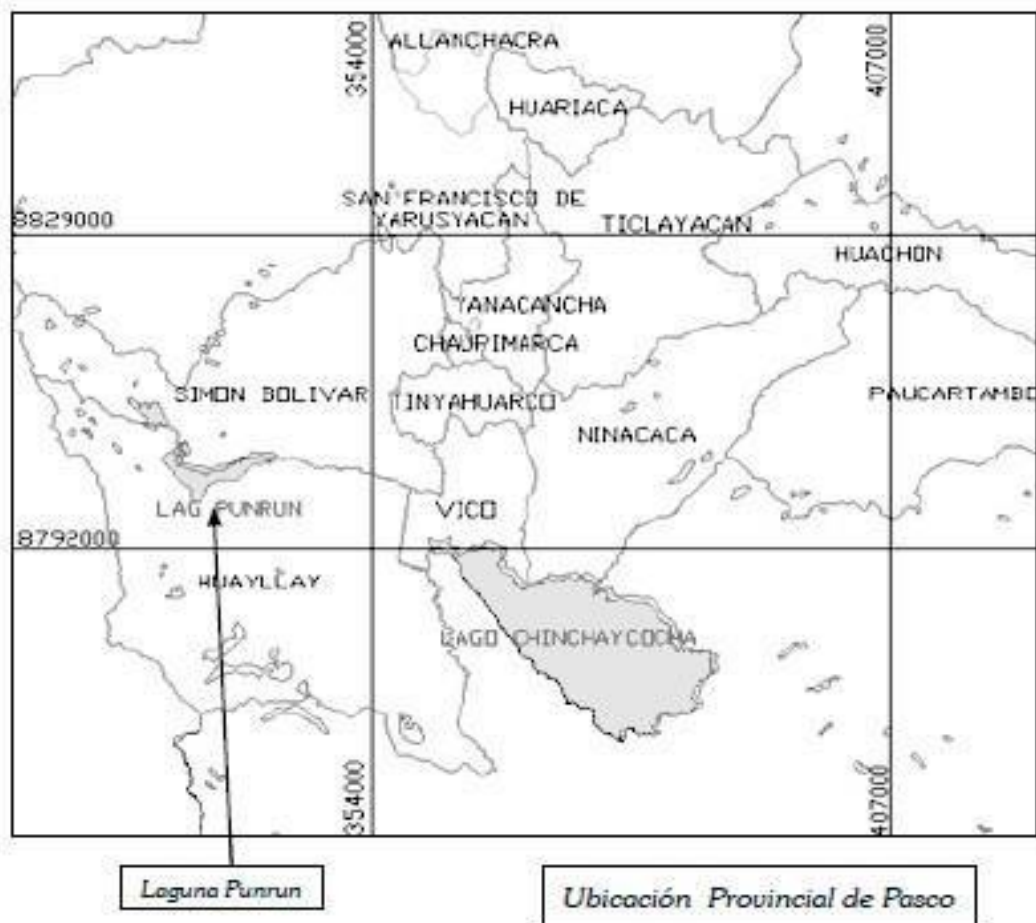 354000
407000
ALLANCHACRA
HUARIACA
SAN FRANCISCO DE
YARUSYACAN
TICLAYACAN
8829000
HUACHON
YANACANCHA
CHAUPIMARCA
SIMON BOLIVAR
TINYAHUARCO
PAUCARTAMBO
NINACACA
LAG PUNRUN
VICO
8792000
HUAYLLAY
LAGO CHINCHAYCOCHA
354000
407000
Laguna Punrun
Ubicación Provincial de Pasco